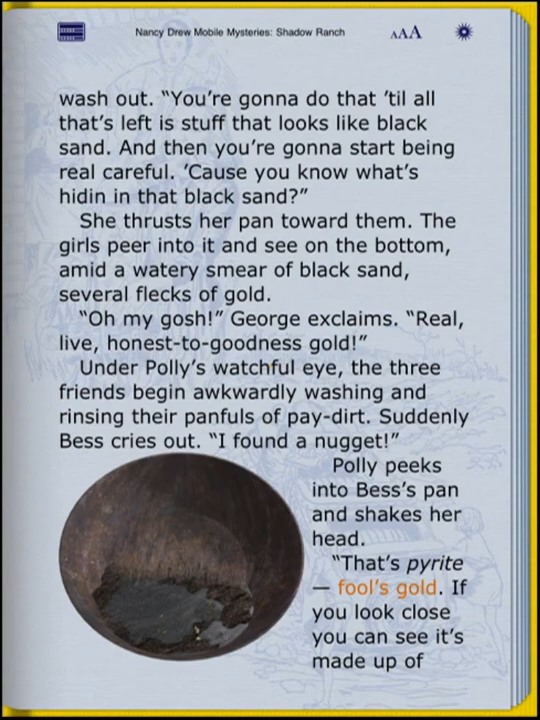 Nancy Drew Mobile Mysteries: Shadow Ranch
AAA
wash out. “You’re gonna do that ’til all
that’s left is stuff that looks like black
sand. And then you’re gonna start being
real careful. ’Cause you know what’s
hidin in that black sand?”
She thrusts her pan toward them. The
girls peer into it and see on the bottom,
amid a watery smear of black sand,
several flecks of gold.
“Oh my gosh!” George exclaims. “Real,
live, honest-to-goodness gold!”
Under Polly’s watchful eye, the three
friends begin awkwardly washing and
rinsing their panfuls of pay-dirt. Suddenly
Bess cries out. “I found a nugget!”
Polly peeks
into Bess’s pan
and shakes her
head.
“That’s pyrite
— fool’s gold. If
you look close
you can see it’s
made up of